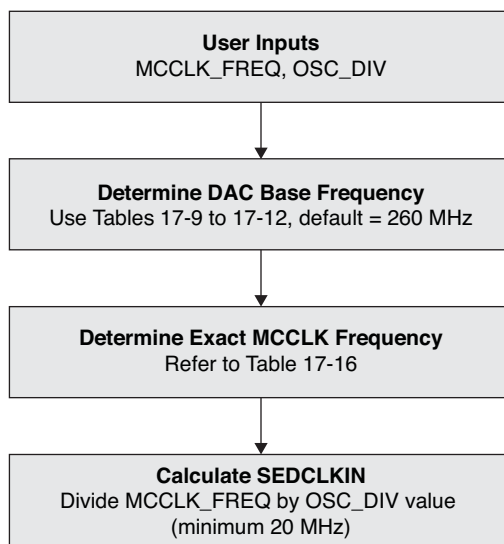 User Inputs
MCCLK_FREQ, OSC_DIV
Determine DAC Base Frequency
Use Tables 17-9 to 17-12, default = 260 MHz
Determine Exact MCCLK Frequency
Refer to Table 17-16
Calculate SEDCLKIN
Divide MCCLK_FREQ by OSC_DIV value
(minimum 20 MHz)